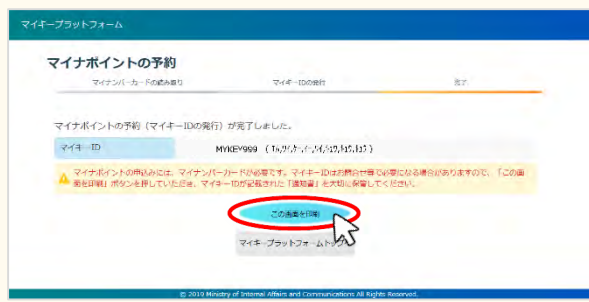 マイキープラットフォーム
マイナポイントの予約
マイナンバーカードの読み取り
マイキーIDの発行
完了
マイナポイントの予約（マイキーIDの発行）が完了しました。
マイキーID
MYKEY999
マイナポイントの申込みには、マイナンバーカードが必要です。マイキーIDはお問合せ等で必要になる場合がありますので、「この画
面を印刷」ボタンを押していただき、マイキーIDが記載された「通知書」を大切に保管してください。
この画面を印刷
マイキープラットフォームトップへ
© 2019 Ministry of Internal Affairs and Communications All Rights Reserved.